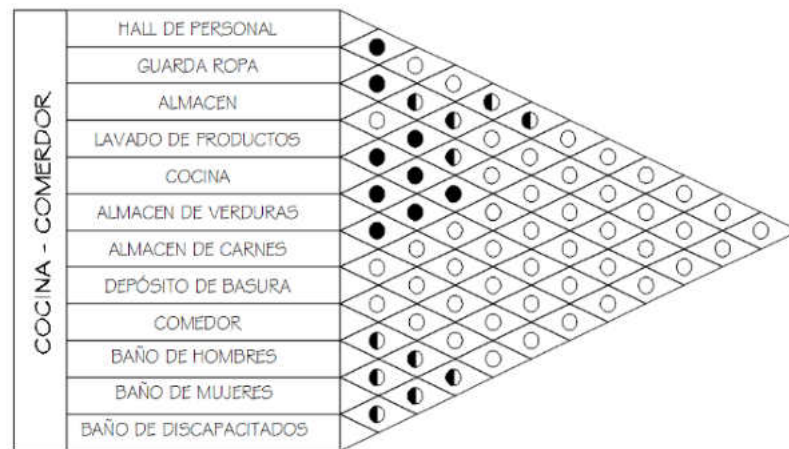 COCINA - COMERDOR
HALL DE PERSONAL
GUARDA ROPA
ALMACEN
LAVADO DE PRODUCTOS
COCINA
ALMACEN DE VERDURAS
ALMACEN DE CARNES
DEPÓSITO DE BASURA
COMEDOR
BAÑO DE HOMBRES
BAÑO DE MUJERES
BAÑO DE DISCAPACITADOS